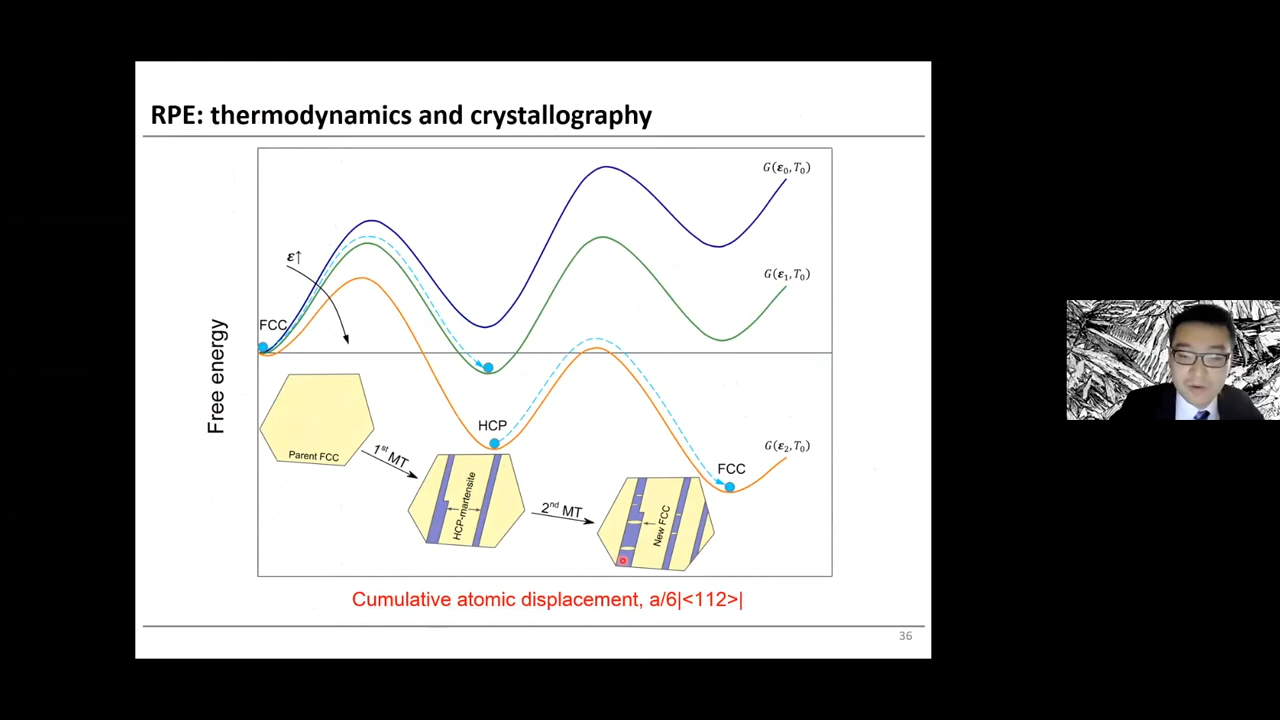 RPE: thermodynamics and crystallography
G(ε₀,T₀)
ε↑
G(ε₁,T₀)
FCC
Free energy
HCP
G(ε₂,T₀)
FCC
Parent FCC
1st MT
HCP-martensite
2nd MT
New FCC
Cumulative atomic displacement, a/6|<112>|
36